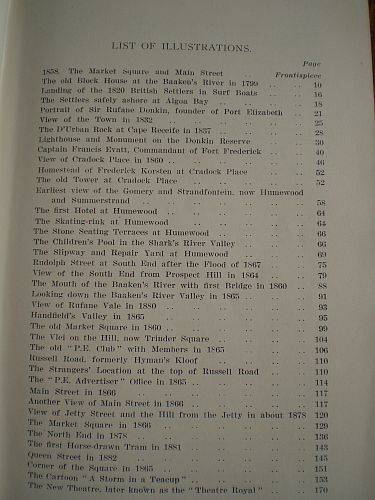 LIST OF ILLUSTRATIONS.
Page
1858. The Market Square and Main Street .. Frontispiece
The old Block House at the Baaken's River in 1799 .. 10
Landing of the 1820 British Settlers in Surf Boats .. 16
The Settlers safely ashore at Algoa Bay .. 18
Portrait of Sir Rufane Donkin, founder of Port Elizabeth .. 21
View of the Town in 1832 .. 25
The D'Urban Rock at Cape Receife in 1837 .. 28
Lighthouse and Monument on the Donkin Reserve .. 30
Captain Francis Evatt, Commandant of Fort Frederick .. 40
View of Cradock Place in 1860 .. 46
Homestead of Frederick Korsten at Cradock Place .. 52
The old Tower at Cradock Place .. 52
Earliest view of the Gomery and Strandfontein, now Humewood
and Summerstrand .. 58
The first Hotel at Humewood .. 64
The Skating-rink at Humewood .. 64
The Stone Seating Terraces at Humewood .. 66
The Children's Pool in the Shark's River Valley .. 66
The Slipway and Repair Yard at Humewood .. 69
Rudolph Street at South End after the Flood of 1867 .. 75
View of the South End from Prospect Hill in 1864 .. 79
The Mouth of the Baaken's River with first Bridge in 1860 .. 88
Looking down the Baaken's River Valley in 1865 .. 91
View of Rufane Vale in 1880 .. 93
Handfield's Valley in 1865 .. 95
The old Market Square in 1860 .. 99
The Vlei on the Hill, now Trinder Square .. 104
The old "P.E. Club" with Members in 1865 .. 106
Russell Road, formerly Hyman's Kloof .. 110
The Strangers' Location at the top of Russell Road .. 110
The "P.E. Advertiser" Office in 1865 .. 114
Main Street in 1866 .. 117
Another View of Main Street in 1866 .. 117
View of Jetty Street and the Hill from the Jetty in about 1878 120
The Market Square in 1866 .. 129
The North End in 1878 .. 136
The first Horse-drawn Tram in 1881 .. 143
Queen Street in 1882 .. 145
Corner of the Square in 1865 .. 151
The Cartoon "A Storm in a Teacup" .. 153
The New Theatre, later known as the "Theatre Royal" .. 170